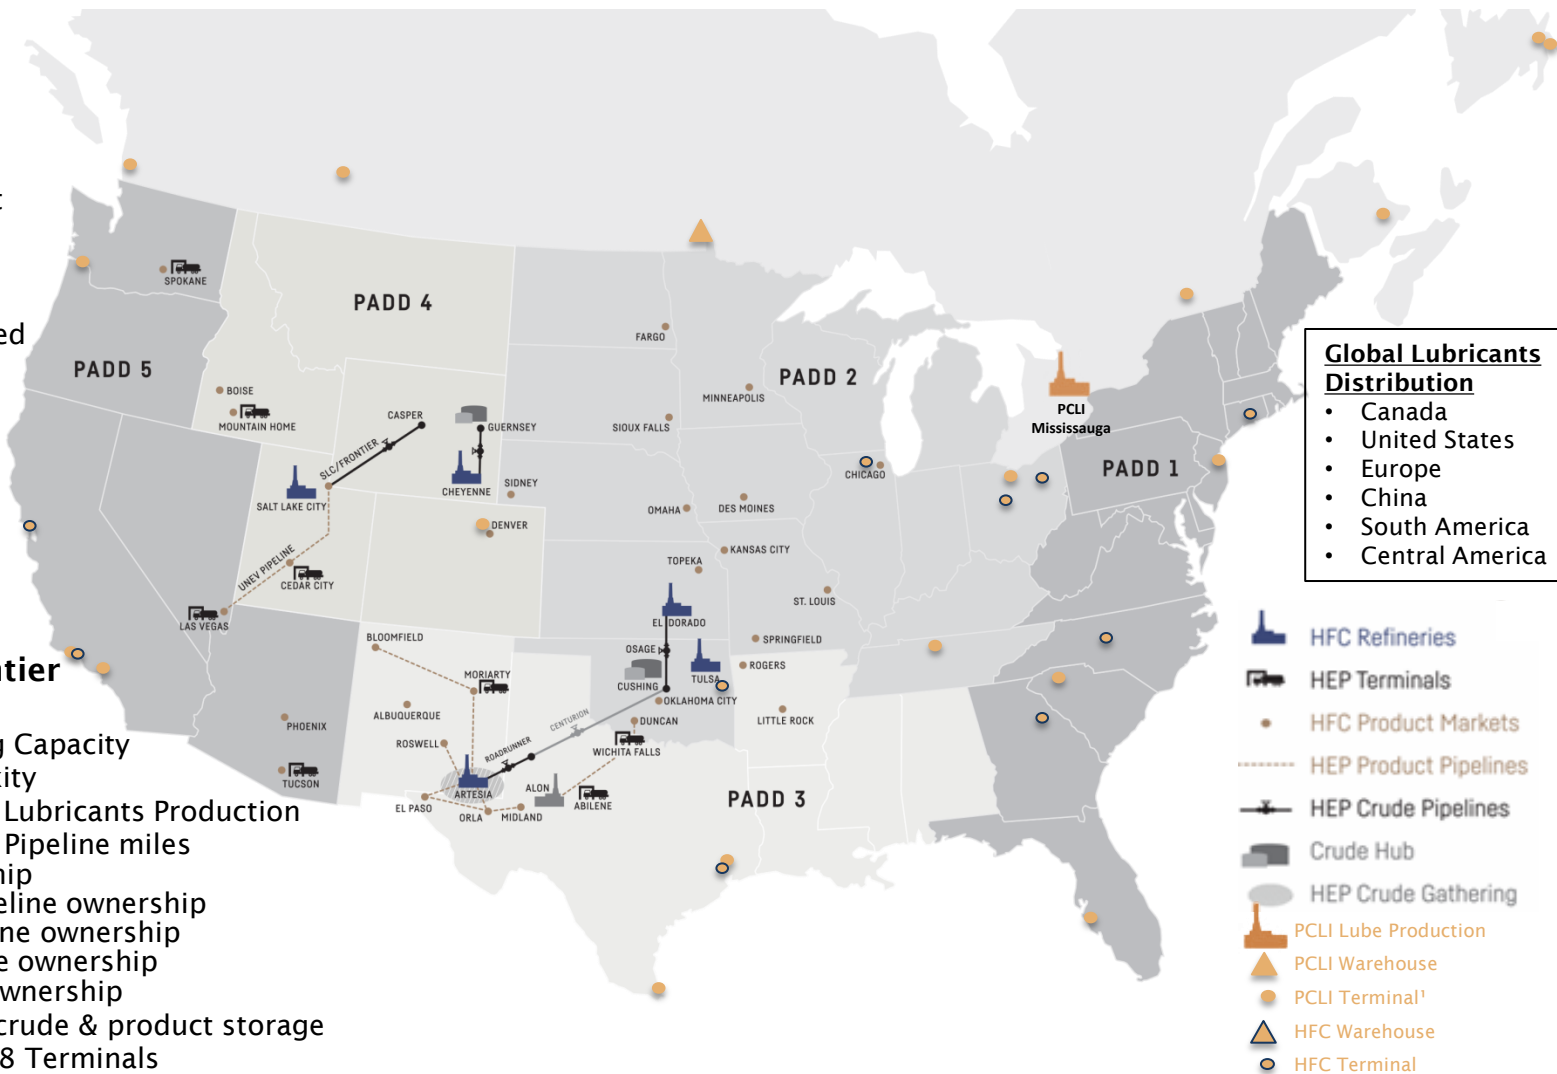 t
ed
ntier
g Capacity
xity
Lubricants Production
Pipeline miles
hip
eline ownership
ne ownership
e ownership
ownership
crude & product storage
8 Terminals
SPOKANE
PADD 4
PADD 5
BOISE
MOUNTAIN HOME
CASPER
GUERNSEY
SLC/FRONTIER
CHEYENNE
SIDNEY
SALT LAKE CITY
DENVER
UNEV PIPELINE
CEDAR CITY
LAS VEGAS
FARGO
PADD 2
MINNEAPOLIS
SIOUX FALLS
CHICAGO
OMAHA
DES MOINES
KANSAS CITY
TOPEKA
ST. LOUIS
EL DORADO
SPRINGFIELD
OSAGE
ROGERS
TULSA
CUSHING
OKLAHOMA CITY
LITTLE ROCK
DUNCAN
CENTURION
WICHITA FALLS
BLOOMFIELD
MORIARTY
ALBUQUERQUE
ROSWELL
ROADRUNNER
PHOENIX
TUCSON
ARTESIA
ALON
ABILENE
EL PASO
ORLA
MIDLAND
PADD 3
PCLI
Mississauga
PADD 1
Global Lubricants
Distribution
• Canada
• United States
• Europe
• China
• South America
• Central America
HFC Refineries
HEP Terminals
HFC Product Markets
HEP Product Pipelines
HEP Crude Pipelines
Crude Hub
HEP Crude Gathering
PCLI Lube Production
PCLI Warehouse
PCLI Terminal¹
HFC Warehouse
HFC Terminal